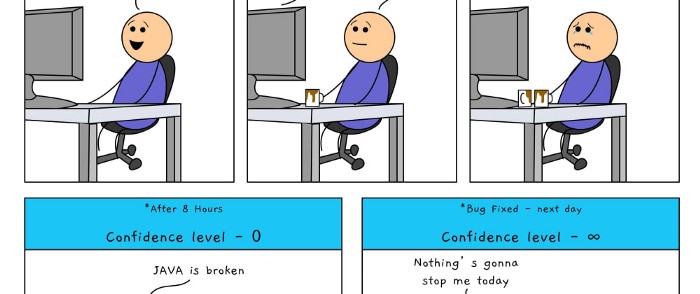 *After 8 Hours
Confidence level - 0
JAVA is broken
*Bug Fixed - next day
Confidence level - ∞
Nothing's gonna
stop me today